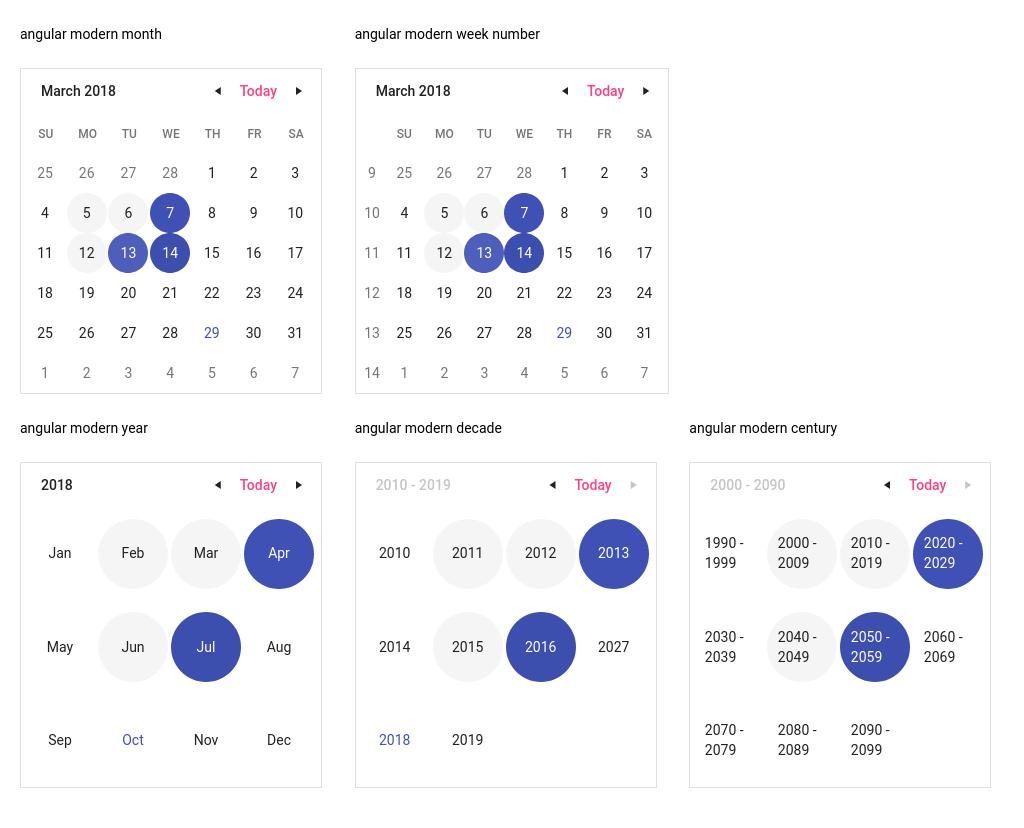 angular modern month
March 2018 Today
SU MO TU WE TH FR SA
25 26 27 28 1 2 3
4 5 6 7 8 9 10
11 12 13 14 15 16 17
18 19 20 21 22 23 24
25 26 27 28 29 30 31
1 2 3 4 5 6 7
angular modern week number
March 2018 Today
SU MO TU WE TH FR SA
9 25 26 27 28 1 2 3
10 4 5 6 7 8 9 10
11 11 12 13 14 15 16 17
12 18 19 20 21 22 23 24
13 25 26 27 28 29 30 31
14 1 2 3 4 5 6 7
angular modern year
2018 Today
Jan Feb Mar Apr
May Jun Jul Aug
Sep Oct Nov Dec
angular modern decade
2010 - 2019 Today
2010 2011 2012 2013
2014 2015 2016 2027
2018 2019
angular modern century
2000 - 2090 Today
1990 - 2000 - 2010 - 2020 -
1999 2009 2019 2029
2030 - 2040 - 2050 - 2060 -
2039 2049 2059 2069
2070 - 2080 - 2090 -
2079 2089 2099